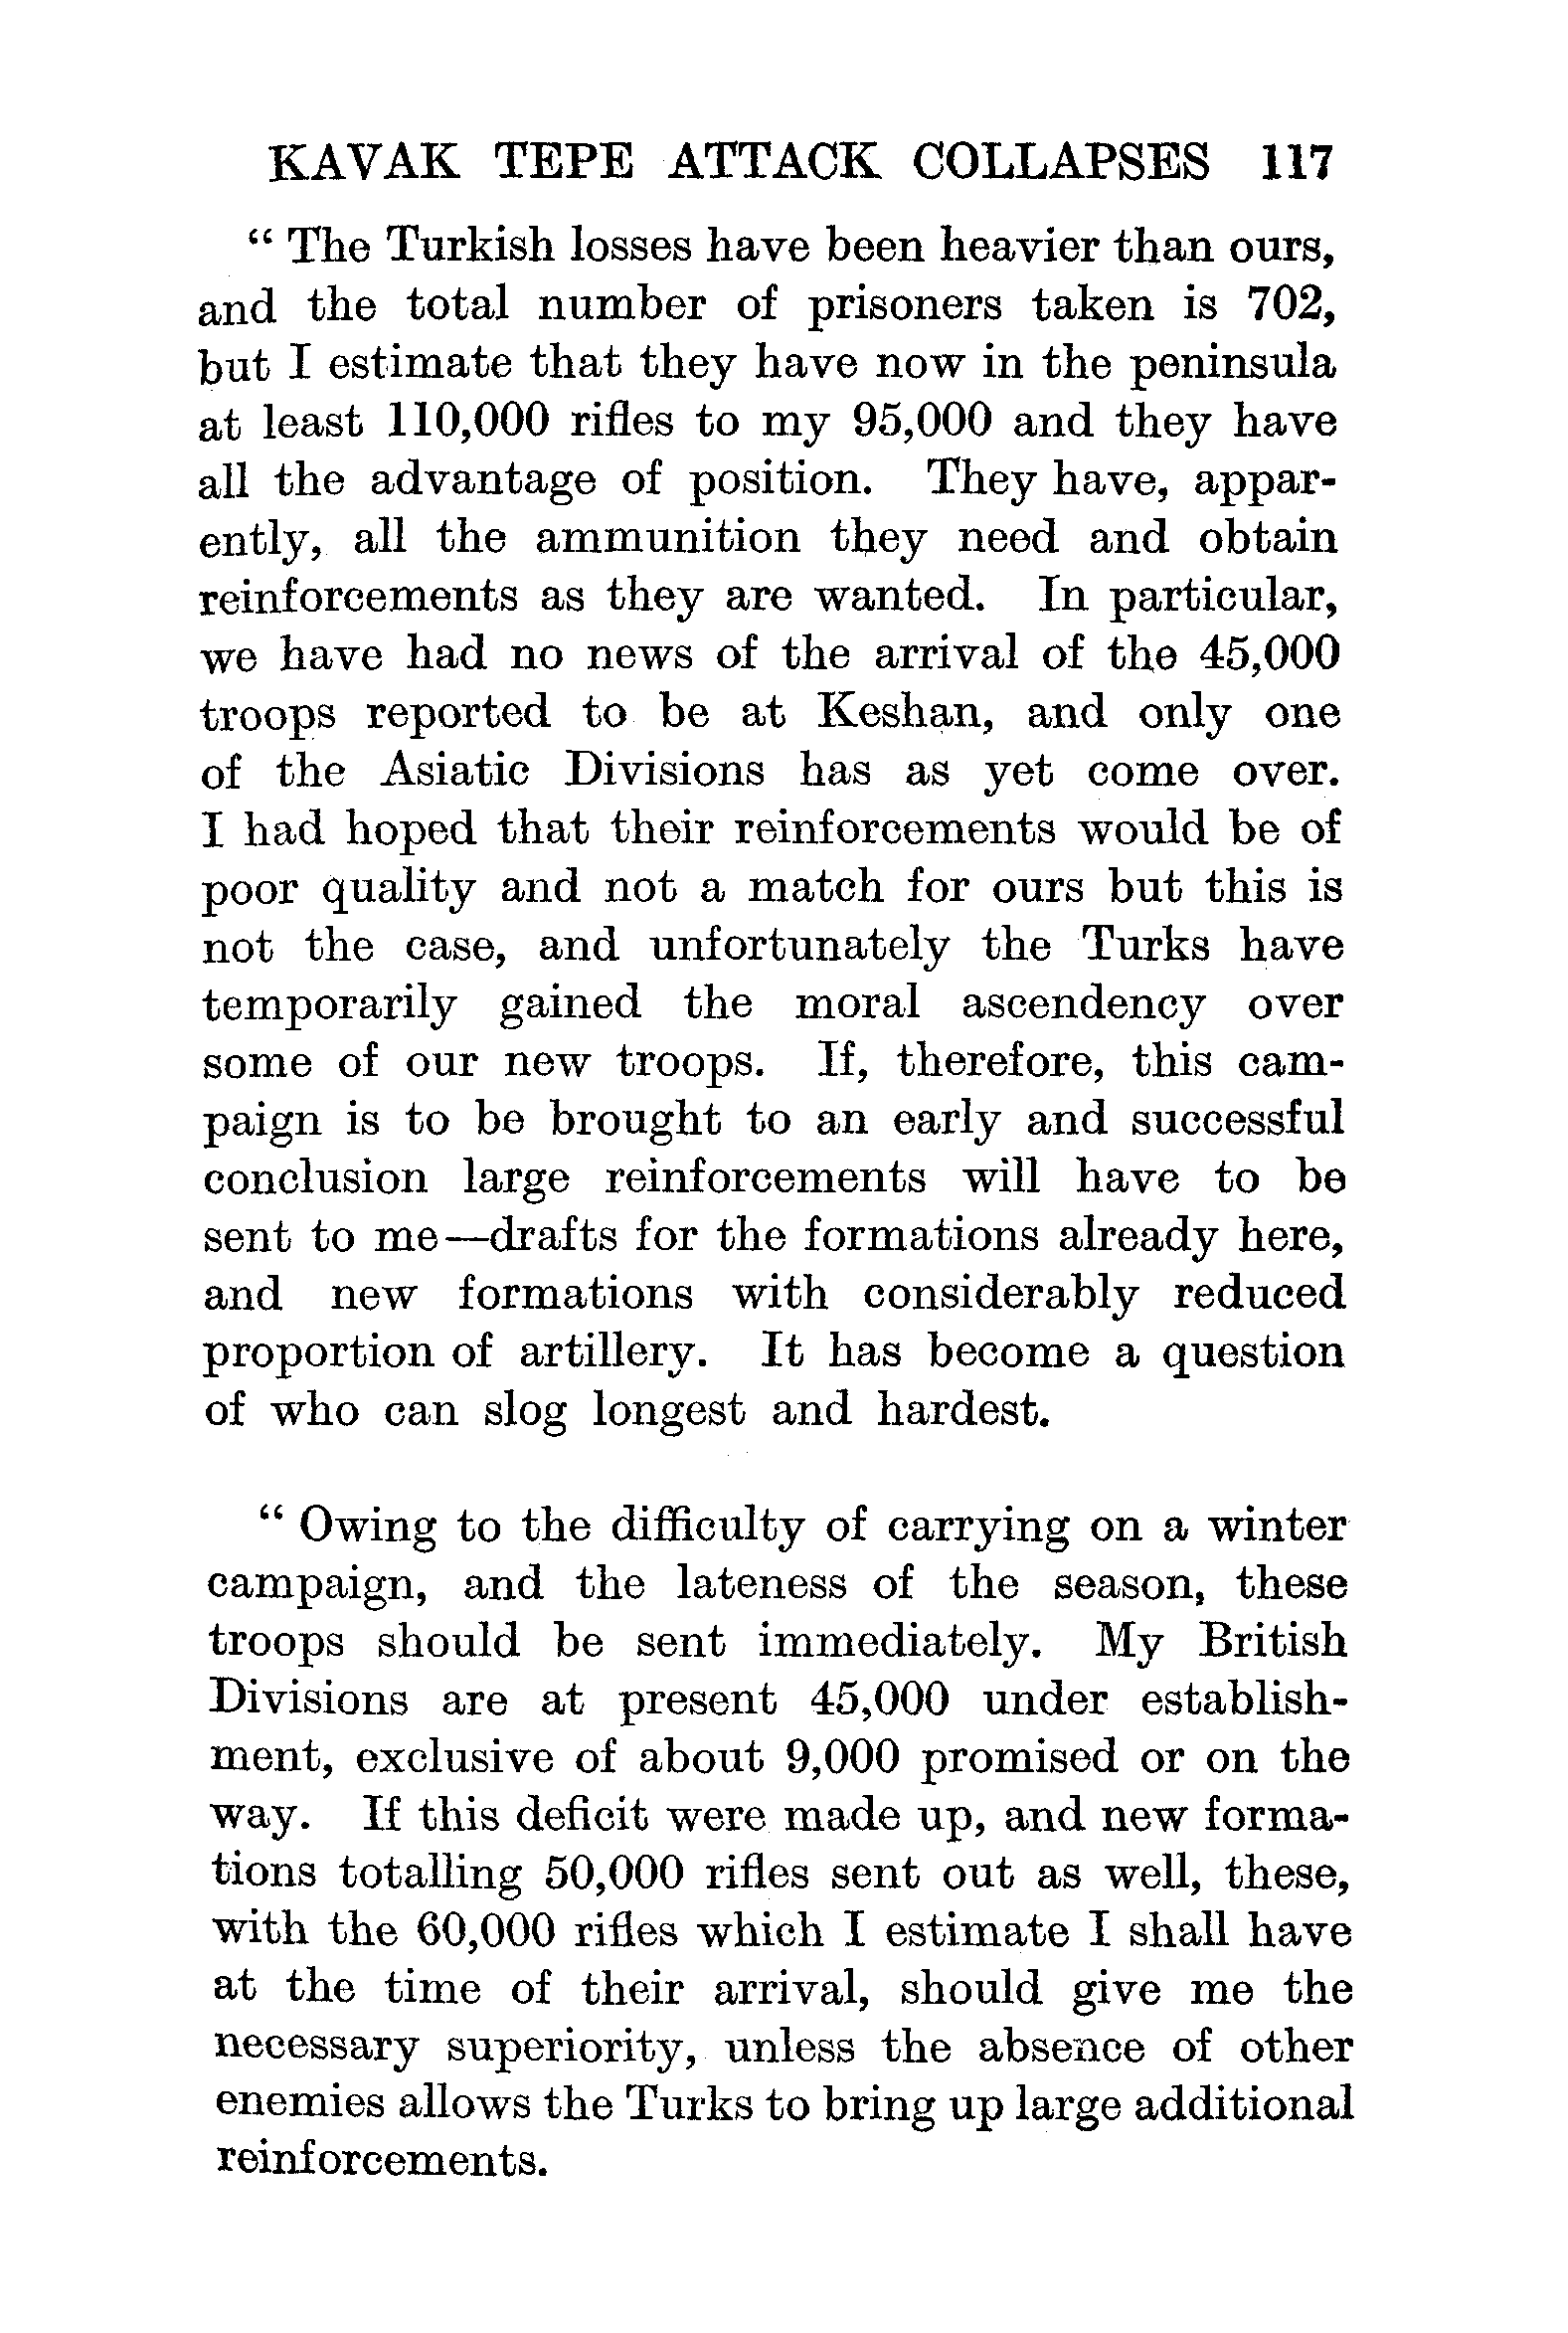 KAVAK TEPE ATTACK COLLAPSES 117
“ The Turkish losses have been heavier than ours,
and the total number of prisoners taken is 702,
but I estimate that they have now in the peninsula
at least 110,000 rifles to my 95,000 and they have
all the advantage of position. They have, appar-
ently, all the ammunition they need and obtain
reinforcements as they are wanted. In particular,
we have had no news of the arrival of the 45,000
troops reported to be at Keshan, and only one
of the Asiatic Divisions has as yet come over.
I had hoped that their reinforcements would be of
poor quality and not a match for ours but this is
not the case, and unfortunately the Turks have
temporarily gained the moral ascendency over
some of our new troops. If, therefore, this cam-
paign is to be brought to an early and successful
conclusion large reinforcements will have to be
sent to me—drafts for the formations already here,
and new formations with considerably reduced
proportion of artillery. It has become a question
of who can slog longest and hardest.
“ Owing to the difficulty of carrying on a winter
campaign, and the lateness of the season, these
troops should be sent immediately. My British
Divisions are at present 45,000 under establish-
ment, exclusive of about 9,000 promised or on the
way. If this deficit were made up, and new forma-
tions totalling 50,000 rifles sent out as well, these,
with the 60,000 rifles which I estimate I shall have
at the time of their arrival, should give me the
necessary superiority, unless the absence of other
enemies allows the Turks to bring up large additional
reinforcements.